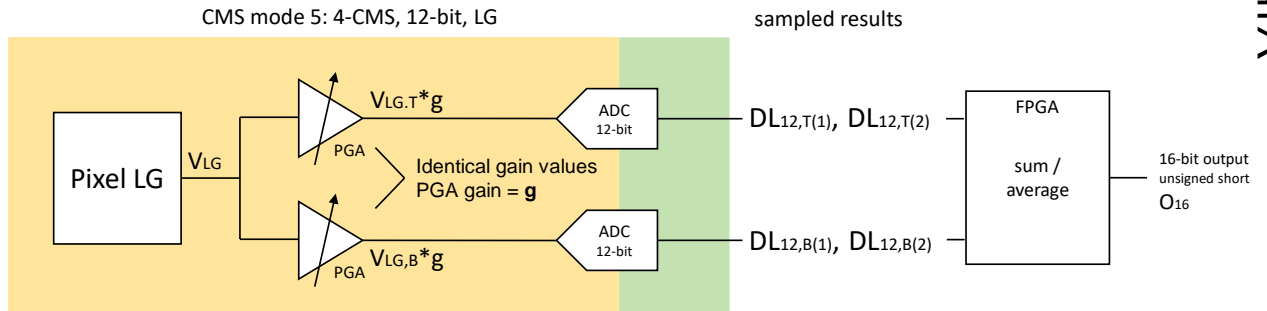 CMS mode 5: 4-CMS, 12-bit, LG
sampled results
Pixel LG
VLG
VLG.T*g
PGA
Identical gain values
PGA gain = g
VLG,B*g
PGA
ADC
12-bit
ADC
12-bit
DL12,T(1), DL12,T(2)
DL12,B(1), DL12,B(2)
FPGA
sum /
average
16-bit output
unsigned short
O16